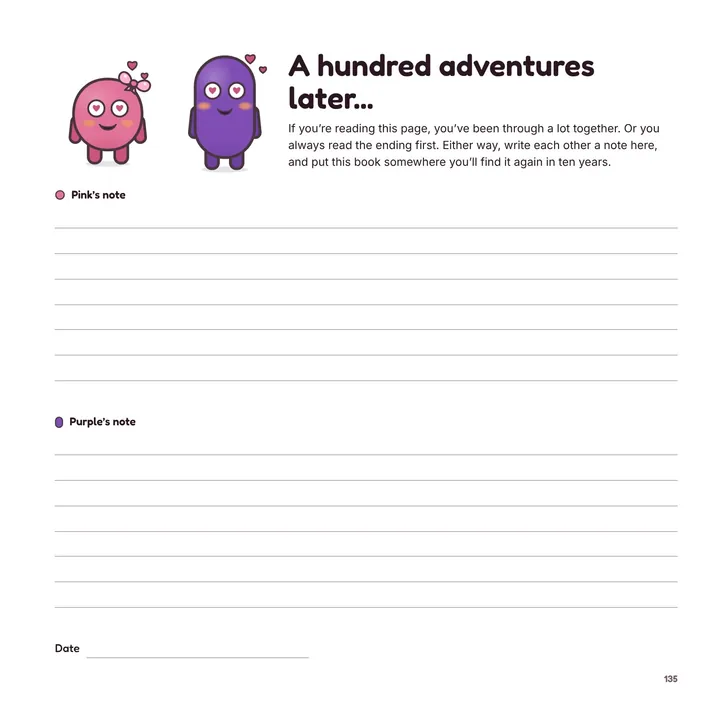 A hundred adventures
later...
If you’re reading this page, you’ve been through a lot together. Or you
always read the ending first. Either way, write each other a note here,
and put this book somewhere you’ll find it again in ten years.
Pink’s note
Purple’s note
Date
135